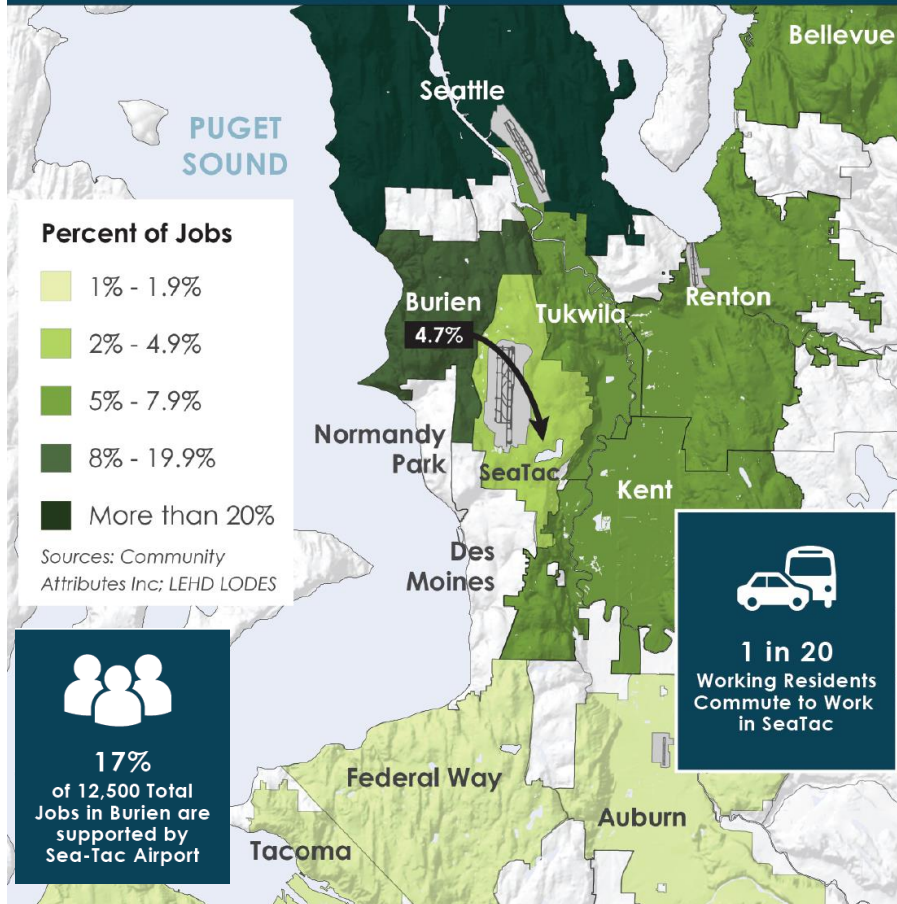 Bellevue
Seattle
PUGET
SOUND
Percent of Jobs
1% - 1.9%
2% - 4.9%
5% - 7.9%
8% - 19.9%
More than 20%
Sources: Community
Attributes Inc; LEHD LODES
Burien
4.7%
Tukwila
Renton
Normandy
Park
SeaTac
Kent
Des
Moines
1 in 20
Working Residents
Commute to Work
in SeaTac
17%
of 12,500 Total
Jobs in Burien are
supported by
Sea-Tac Airport
Federal Way
Auburn
Tacoma